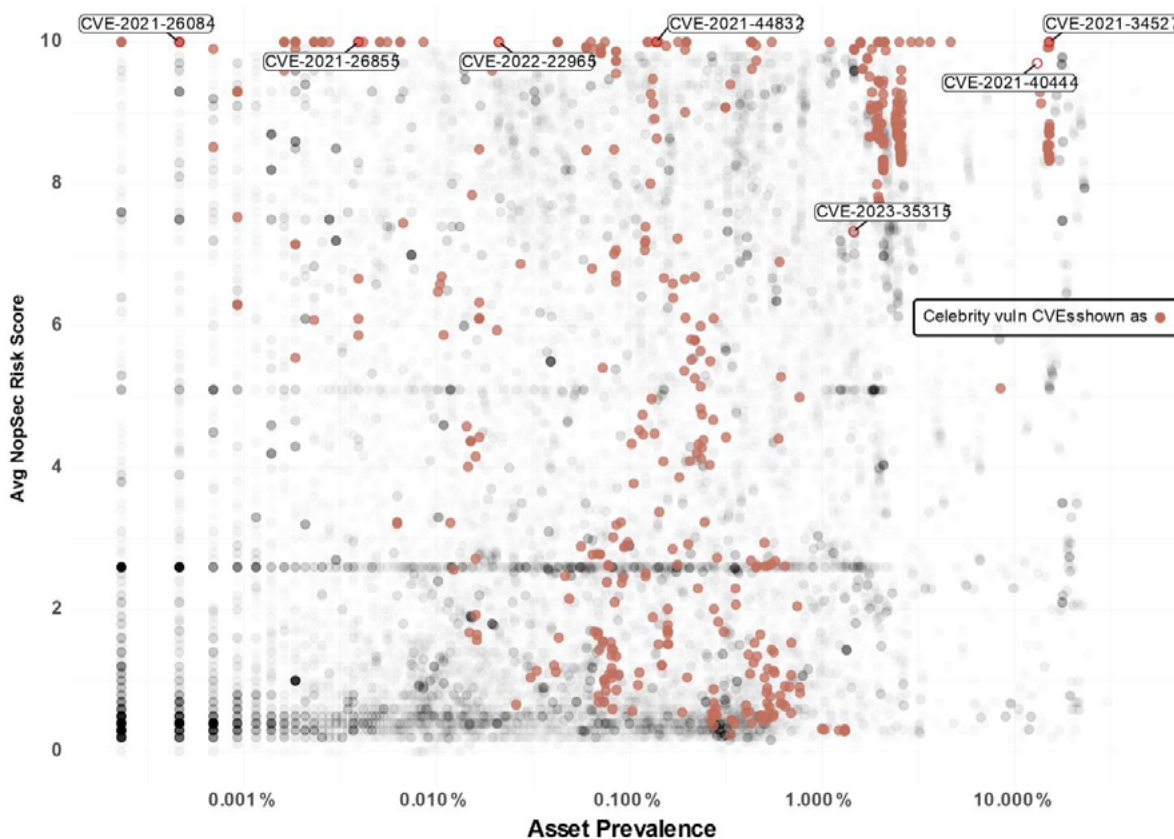 CVE-2021-26084
CVE-2021-44832
CVE-2021-3452
10
CVE-2021-26855
CVE-2022-22965
CVE-2021-40444
8
CVE-2023-35315
6
Celebrity vuln CVEs shown as
Avg NopSec Risk Score
4
2
0
0.001%
0.010%
0.100%
1.000%
10.000%
Asset Prevalence